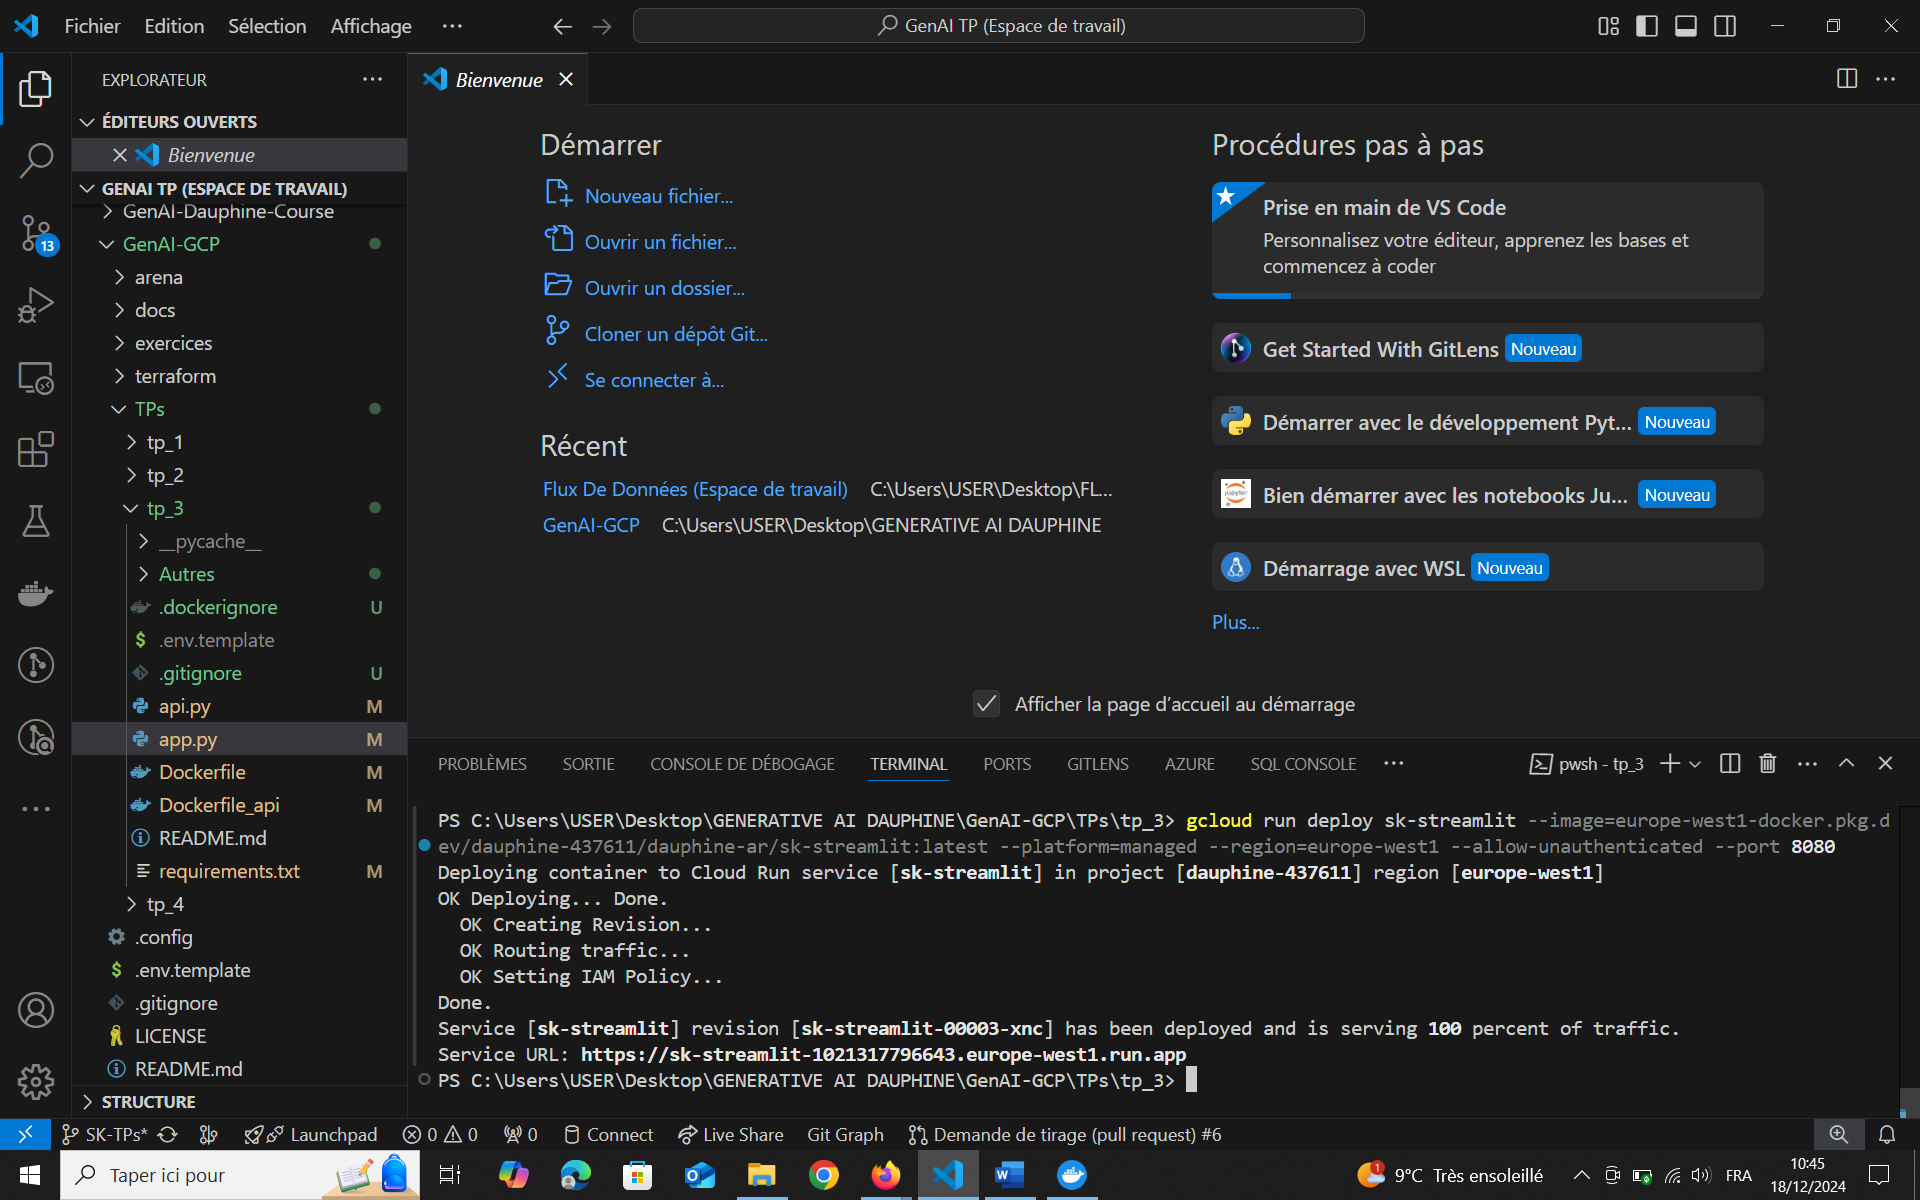 Fichier Edition Sélection Affichage ···
GenAI TP (Espace de travail)
EXPLORATEUR
ÉDITEURS OUVERTS
Bienvenue
GENAI TP (ESPACE DE TRAVAIL)
GenAI-Dauphine-Course
GenAI-GCP
arena
docs
exercices
terraform
TPs
tp_1
tp_2
tp_3
__pycache__
Autres
.dockerignore U
.env.template
.gitignore U
api.py M
app.py M
Dockerfile M
Dockerfile_api M
README.md
requirements.txt M
tp_4
.config
.env.template
.gitignore
LICENSE
README.md
STRUCTURE
13
Bienvenue
Démarrer
Nouveau fichier...
Ouvrir un fichier...
Ouvrir un dossier...
Cloner un dépôt Git...
Se connecter à...
Récent
Flux De Données (Espace de travail) C:\Users\USER\Desktop\FL...
GenAI-GCP C:\Users\USER\Desktop\GENERATIVE AI DAUPHINE
Procédures pas à pas
Prise en main de VS Code
Personnalisez votre éditeur, apprenez les bases et
commencez à coder
Get Started With GitLens Nouveau
Démarrer avec le développement Pyt... Nouveau
jupyter
Bien démarrer avec les notebooks Ju... Nouveau
Démarrage avec WSL Nouveau
Plus...
Afficher la page d’accueil au démarrage
PROBLÈMES SORTIE CONSOLE DE DÉBOGAGE TERMINAL PORTS GITLENS AZURE SQL CONSOLE ···
pwsh - tp_3
PS C:\Users\USER\Desktop\GENERATIVE AI DAUPHINE\GenAI-GCP\TPs\tp_3> gcloud run deploy sk-streamlit --image=europe-west1-docker.pkg.d
ev/dauphine-437611/dauphine-ar/sk-streamlit:latest --platform=managed --region=europe-west1 --allow-unauthenticated --port 8080
Deploying container to Cloud Run service [sk-streamlit] in project [dauphine-437611] region [europe-west1]
OK Deploying... Done.
OK Creating Revision...
OK Routing traffic...
OK Setting IAM Policy...
Done.
Service [sk-streamlit] revision [sk-streamlit-00003-xnc] has been deployed and is serving 100 percent of traffic.
Service URL: https://sk-streamlit-1021317796643.europe-west1.run.app
PS C:\Users\USER\Desktop\GENERATIVE AI DAUPHINE\GenAI-GCP\TPs\tp_3>
SK-TPs* Launchpad 0 0 0 Connect Live Share Git Graph Demande de tirage (pull request) #6
Taper ici pour
1
9°C Très ensoleillé
FRA
10:45
18/12/2024